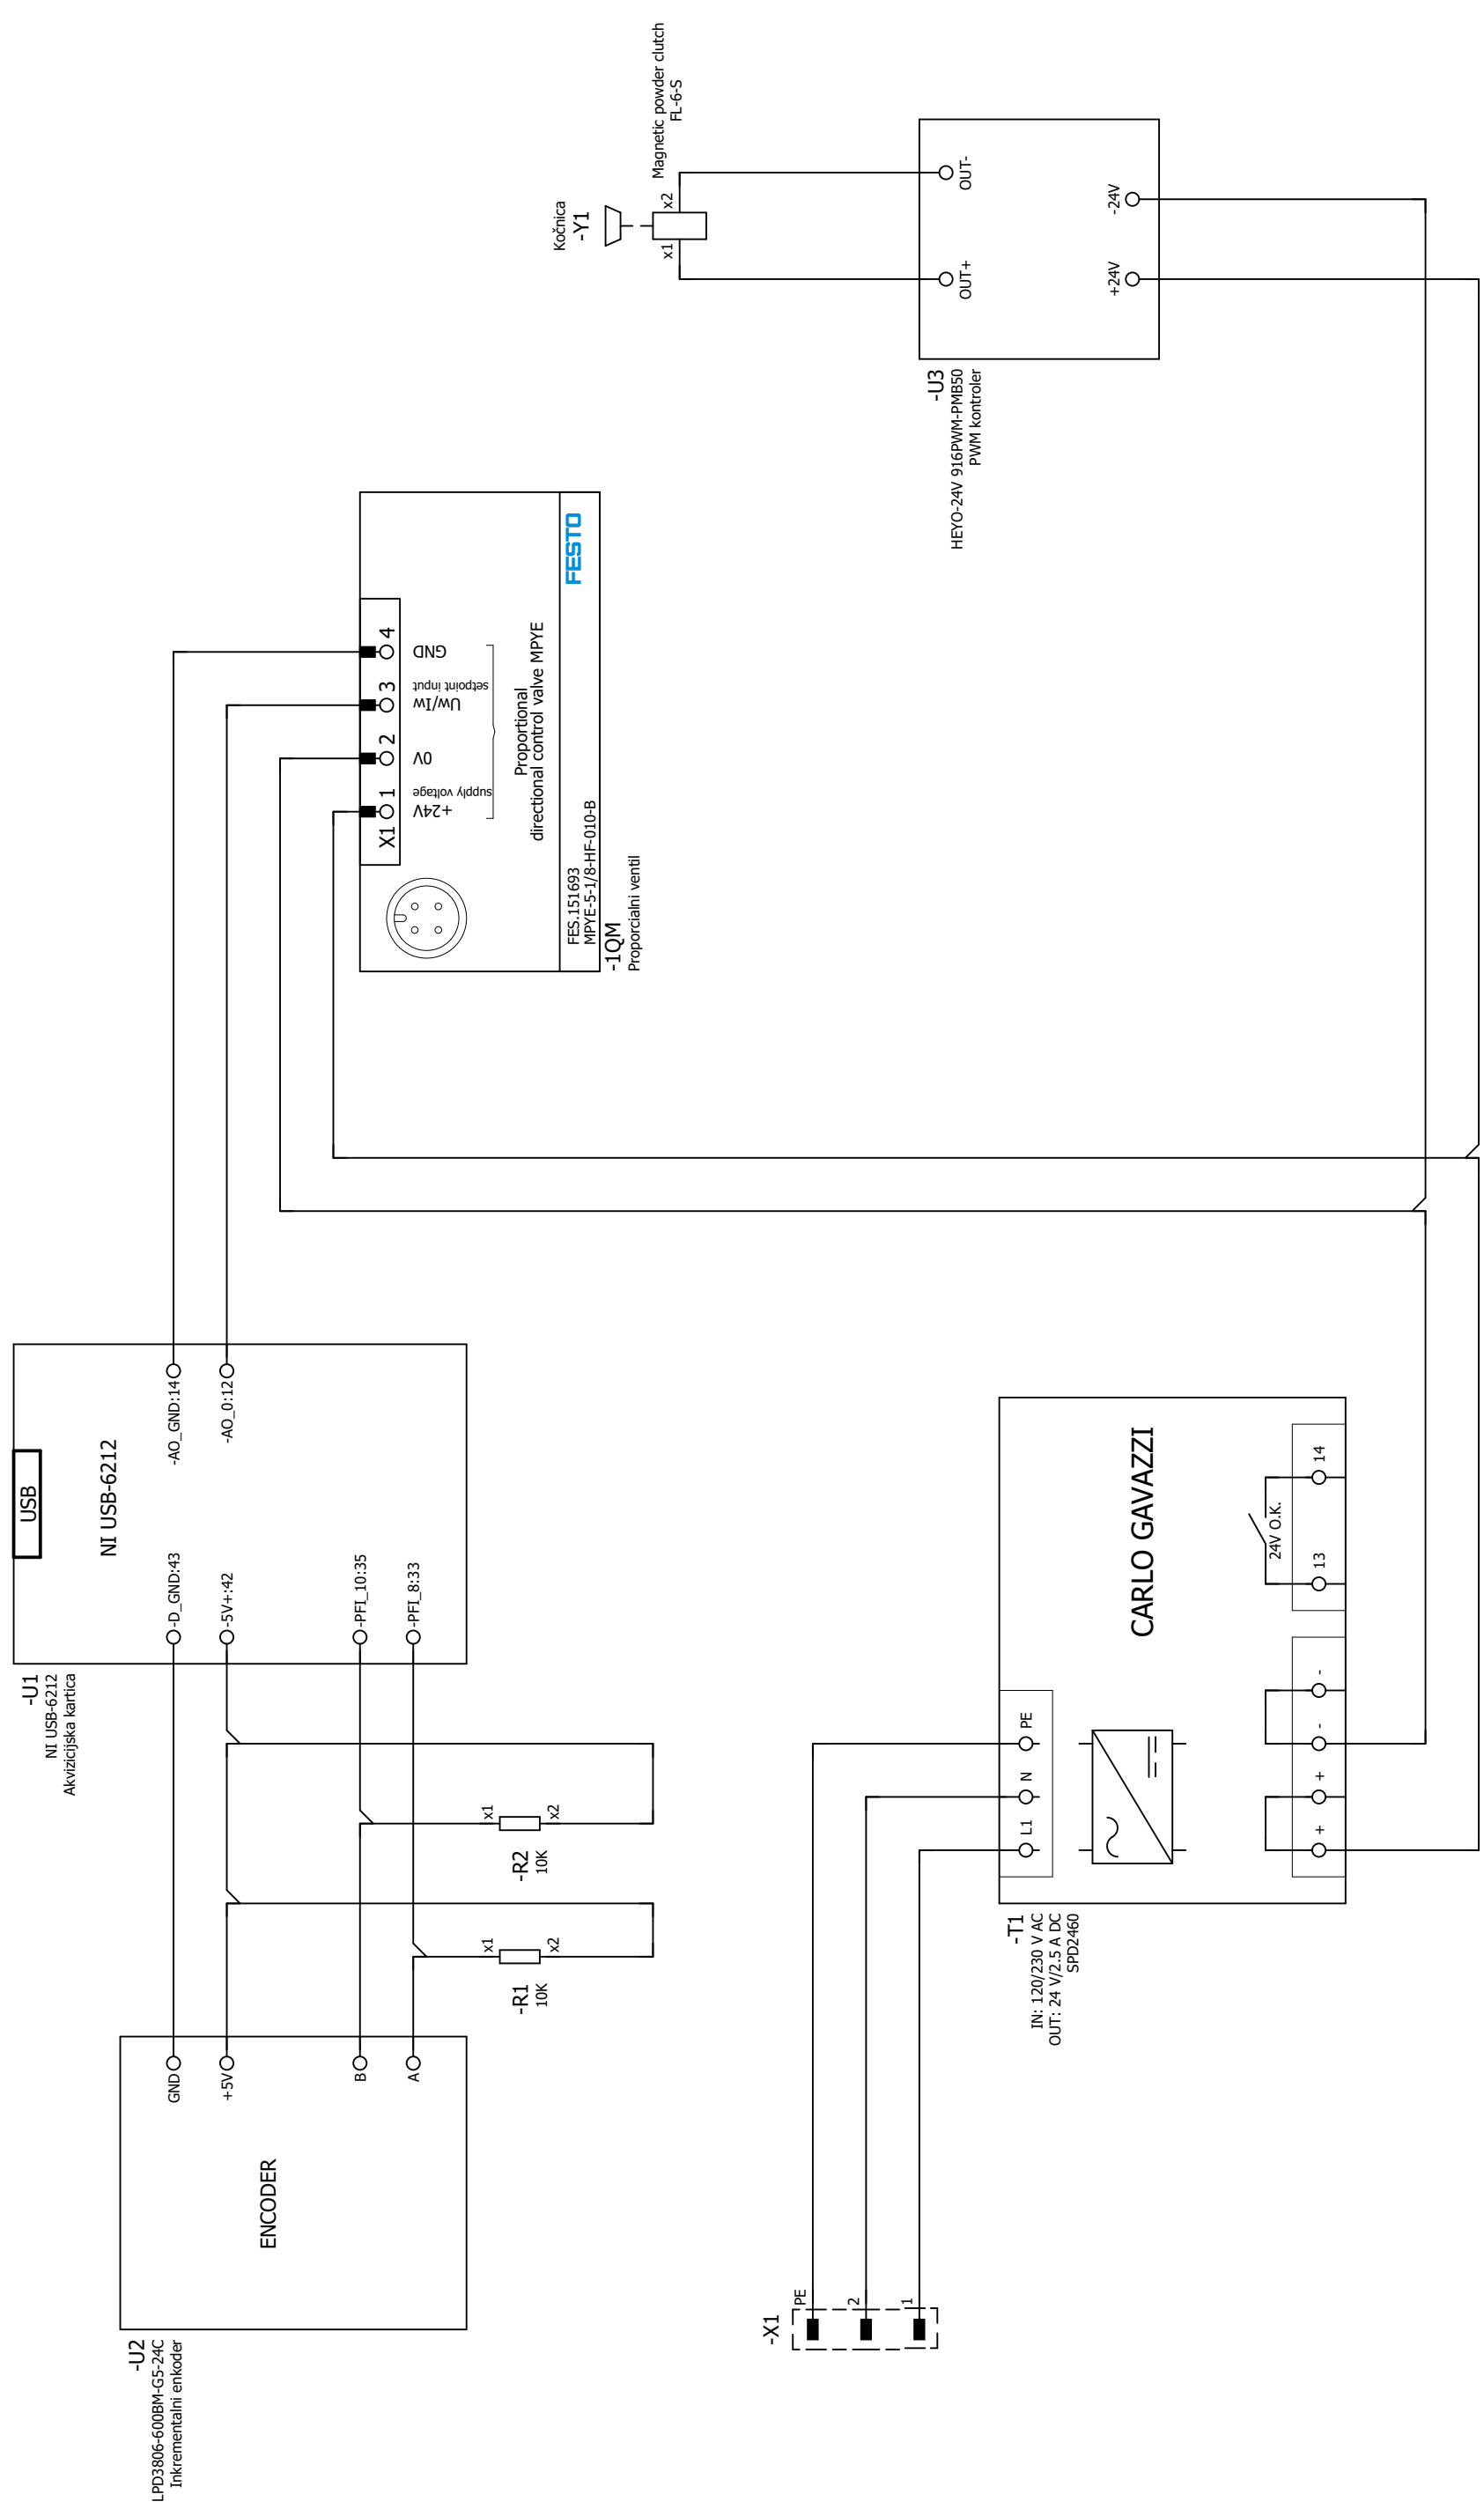 -U2
LPD3806-600BM-G5-24C
Inkrementalni enkoder
ENCODER
GND
+5V
B
A
-R1
10K
x1
x2
-R2
10K
x1
x2
-U1
NI USB-6212
Akvizicijska kartica
USB
NI USB-6212
-D_GND:43
-5V+:42
-PFI_10:35
-PFI_8:33
-AO_GND:14
-AO_0:12
-1QM
Proporcialni ventil
FES.151693
MPYE-5-1/8-HF-010-B
FESTO
Proportional
directional control valve MPYE
X1
1
2
3
4
+24V
supply voltage
0V
Uw/Iw
setpoint input
GND
Kočnica
-Y1
x1
x2
Magnetic powder clutch
FL-6-S
-U3
HEYO-24V 916PWM-PMB50
PWM kontroler
OUT+
OUT-
+24V
-24V
-X1
PE
2
1
-T1
IN: 120/230 V AC
OUT: 24 V/2.5 A DC
SPD2460
L1
N
PE
CARLO GAVAZZI
+
+
-
-
24V O.K.
13
14